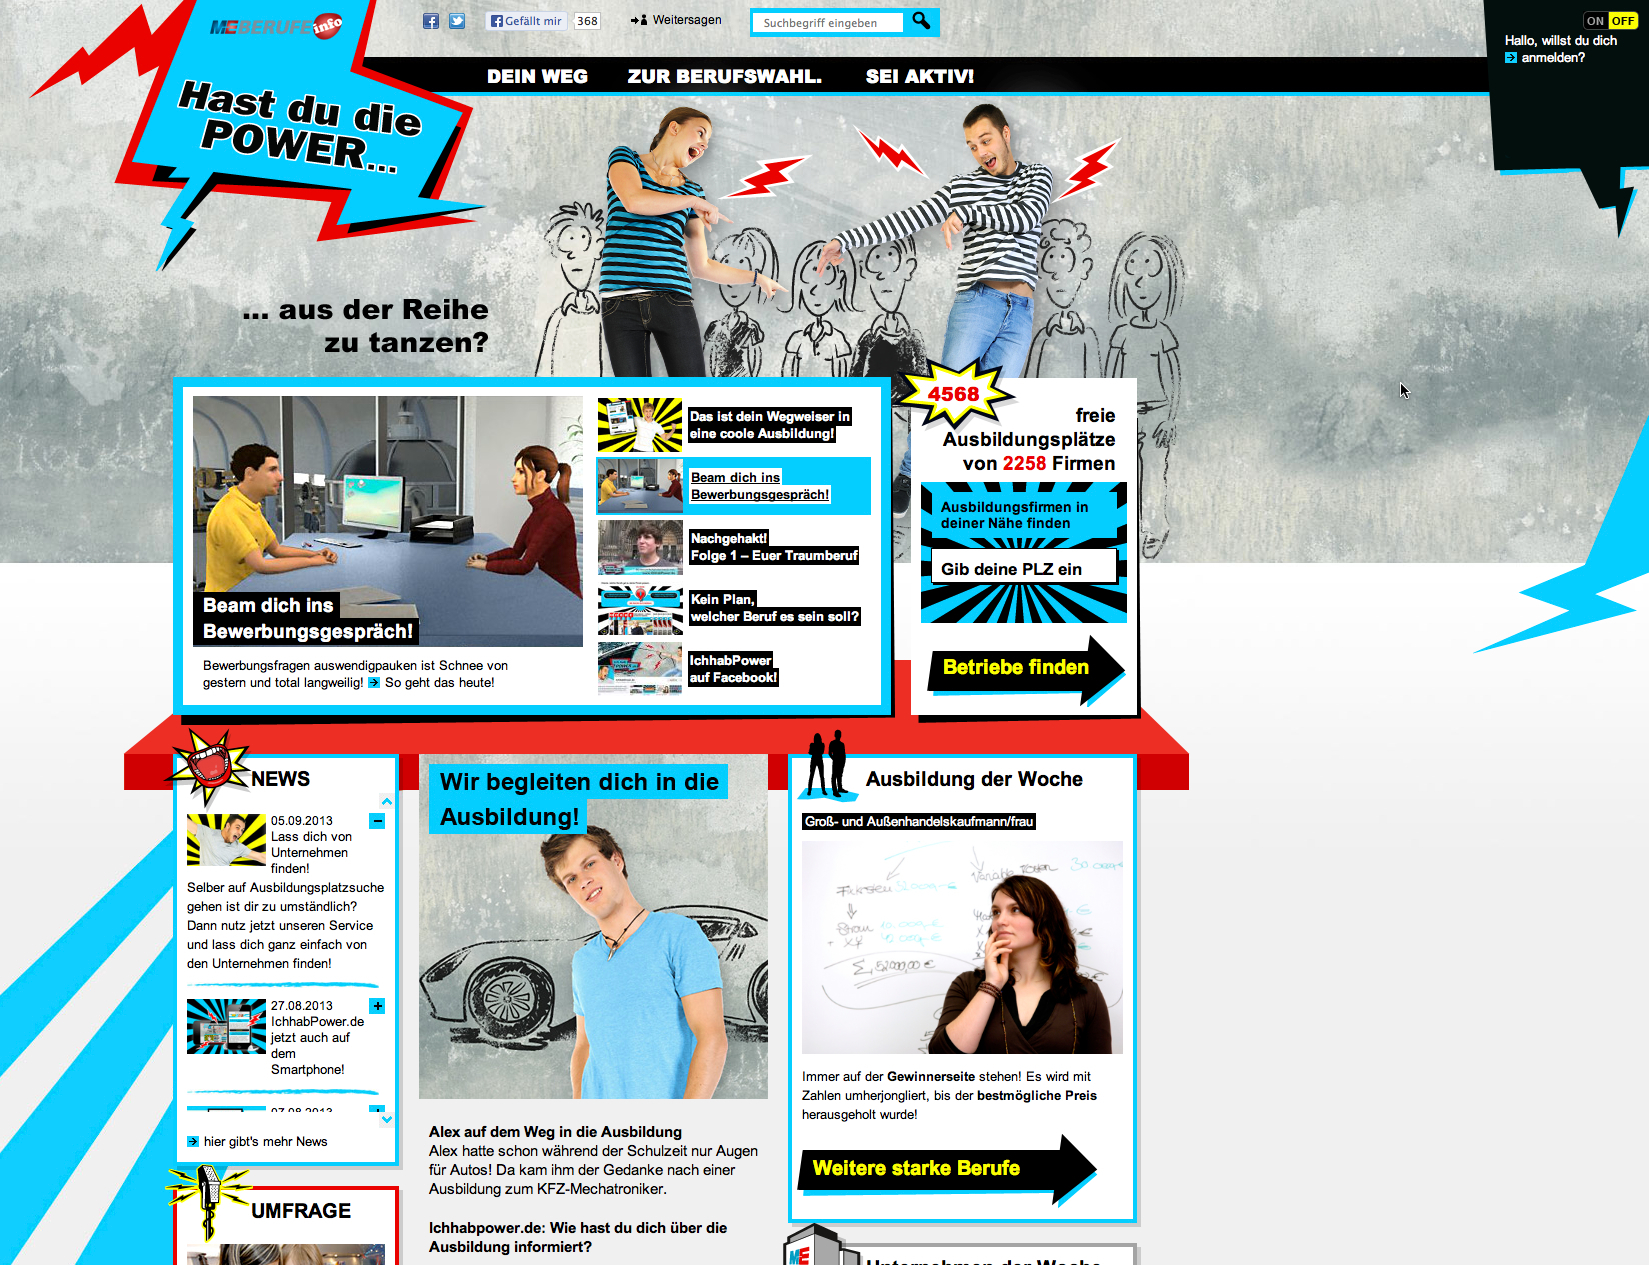 MEBERUFE info
Gefällt mir 368
Weitersagen
Suchbegriff eingeben
ON OFF
Hallo, willst du dich
anmelden?
DEIN WEG ZUR BERUFSWAHL. SEI AKTIV!
Hast du die
POWER...
... aus der Reihe
zu tanzen?
Beam dich ins
Bewerbungsgespräch!
Bewerbungsfragen auswendigpauken ist Schnee von
gestern und total langweilig! So geht das heute!
Das ist dein Wegweiser in
eine coole Ausbildung!
Beam dich ins
Bewerbungsgespräch!
Nachgehakt!
Folge 1 – Euer Traumberuf
Kein Plan,
welcher Beruf es sein soll?
IchhabPower
auf Facebook!
4568
freie
Ausbildungsplätze
von 2258 Firmen
Ausbildungsfirmen in
deiner Nähe finden
Gib deine PLZ ein
Betriebe finden
NEWS
05.09.2013
Lass dich von
Unternehmen
finden!
Selber auf Ausbildungsplatzsuche
gehen ist dir zu umständlich?
Dann nutz jetzt unseren Service
und lass dich ganz einfach von
den Unternehmen finden!
27.08.2013
IchhabPower.de
jetzt auch auf
dem
Smartphone!
07.08.2013
hier gibt's mehr News
UMFRAGE
Wir begleiten dich in die
Ausbildung!
Alex auf dem Weg in die Ausbildung
Alex hatte schon während der Schulzeit nur Augen
für Autos! Da kam ihm der Gedanke nach einer
Ausbildung zum KFZ-Mechatroniker.
Ichhabpower.de: Wie hast du dich über die
Ausbildung informiert?
Ausbildung der Woche
Groß- und Außenhandelskaufmann/frau
Fixkosten 32.000,-€
Variable Kosten 30.000,-€
Immer auf der Gewinnerseite stehen! Es wird mit
Zahlen umherjongliert, bis der bestmögliche Preis
herausgeholt wurde!
Weitere starke Berufe
ME
Unternehmen der Woche